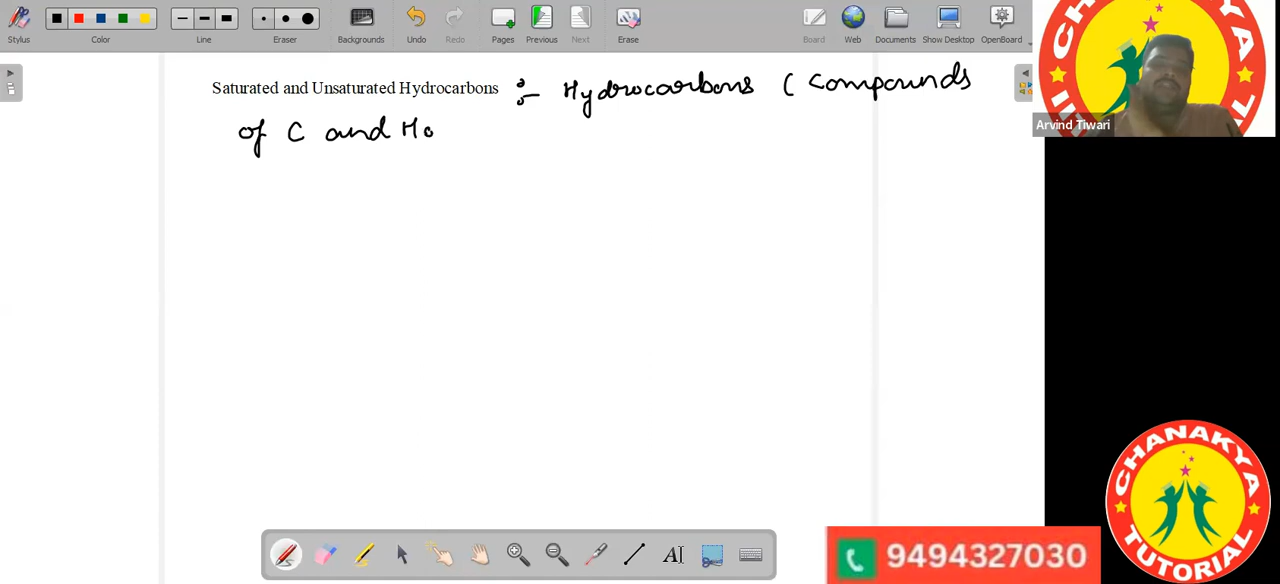 Stylus Color Line Eraser Backgrounds Undo Redo Pages Previous Next Erase Board Web Documents Show Desktop OpenBoard
Saturated and Unsaturated Hydrocarbons :- Hydrocarbons ( Compounds
of C and Ho
Arvind Tiwari
CHANAKYA
TUTORIAL
9494327030